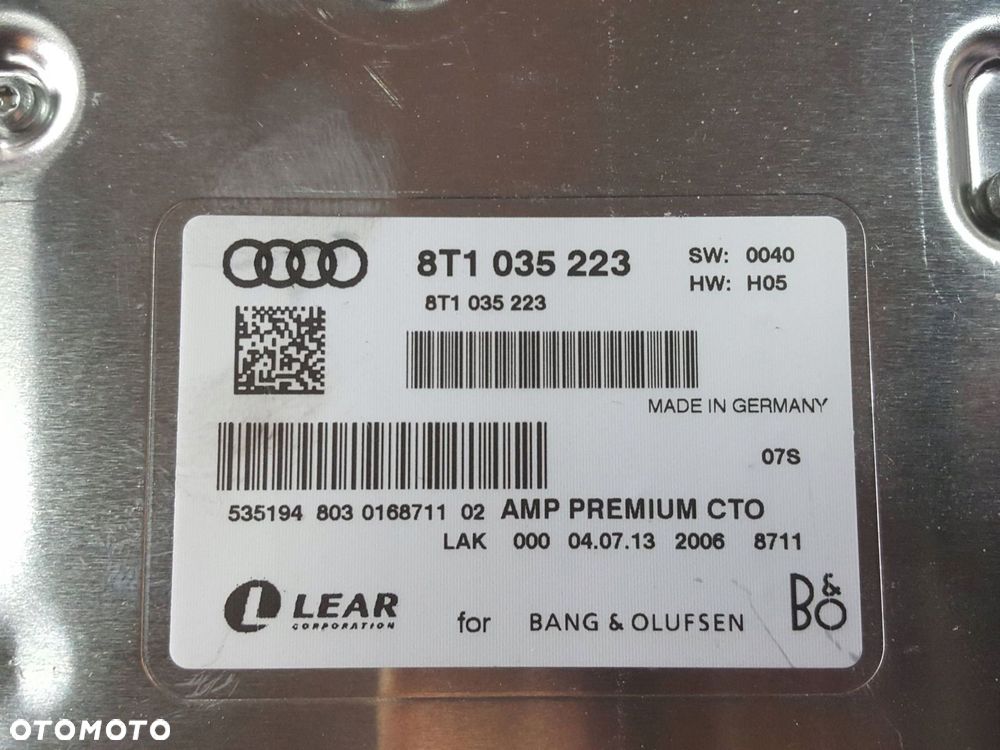 8T1 035 223
SW: 0040
8T1 035 223
HW: H05
MADE IN GERMANY
07S
535194 803 0168711 02 AMP PREMIUM CTO
LAK 000 04.07.13 2006 8711
LEAR
CORPORATION
for BANG & OLUFSEN
B&O
OTOMOTO